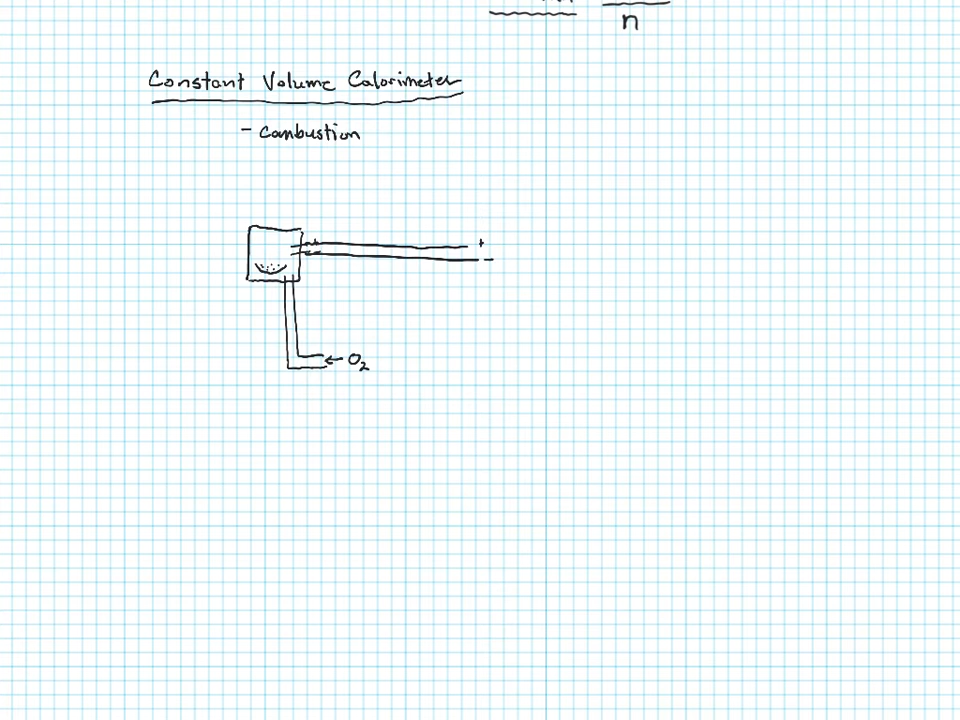 n
Constant Volume Calorimeter
- Combustion
+
-
← O₂